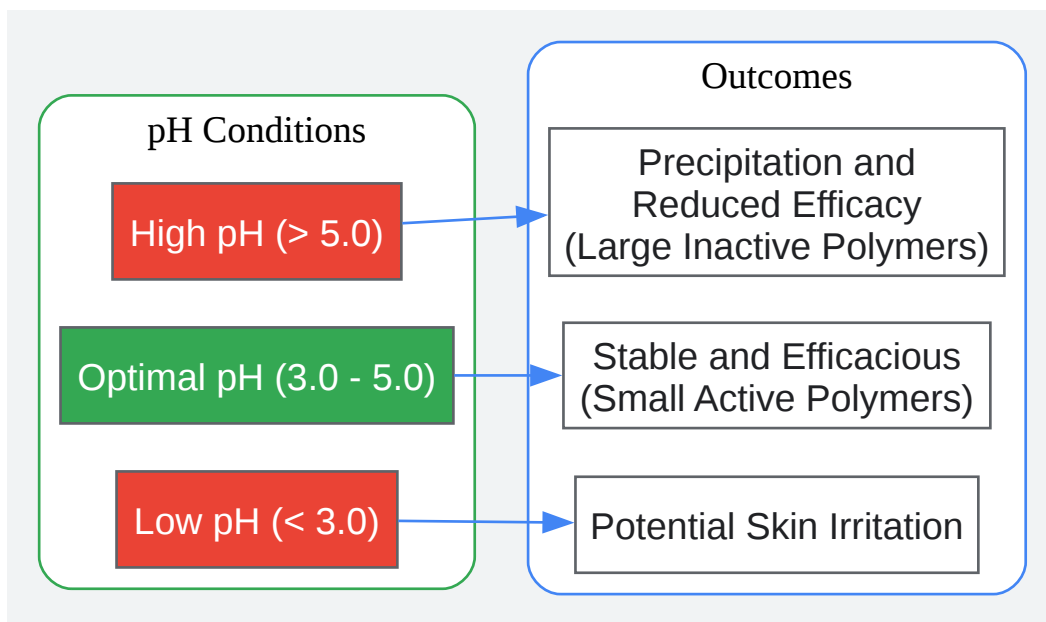 pH Conditions
High pH (> 5.0)
Optimal pH (3.0 - 5.0)
Low pH (< 3.0)
Outcomes
Precipitation and
Reduced Efficacy
(Large Inactive Polymers)
Stable and Efficacious
(Small Active Polymers)
Potential Skin Irritation